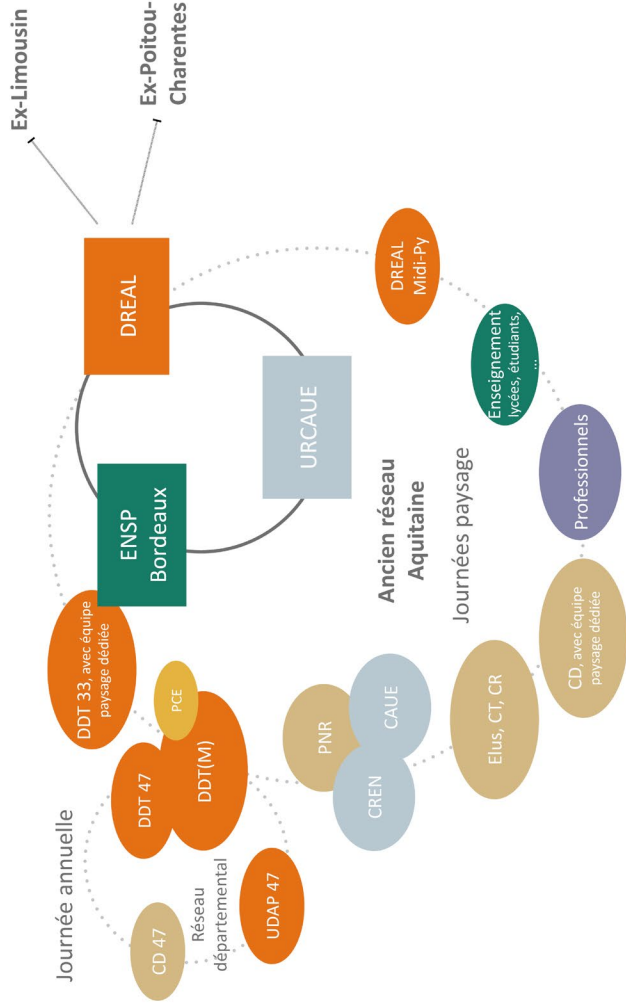 Journée annuelle
CD 47
Réseau
départemental
UDAP 47
DDT 47
DDT(M)
PCE
DDT 33, avec équipe
paysage dédiée
ENSP
Bordeaux
DREAL
URCAUE
Ex-Limousin
Ex-Poitou-
Charentes
Ancien réseau
Aquitaine
Journées paysage
PNR
CAUE
CREN
Elus, CT, CR
CD, avec équipe
paysage dédiée
Professionnels
Enseignement
lycées, étudiants,
...
DREAL
Midi-Py